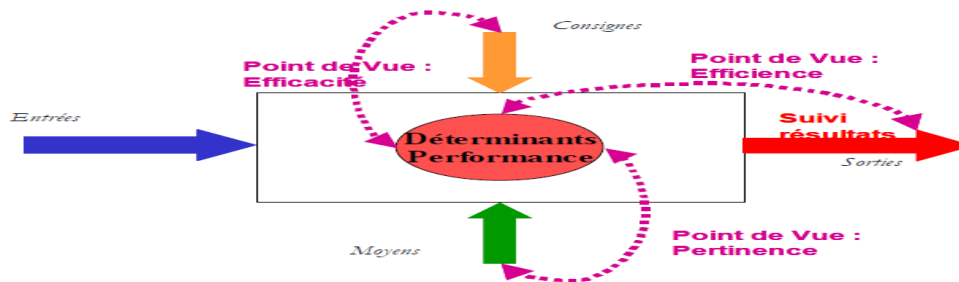 Consignes
Point de Vue :
Efficacité
Point de Vue :
Efficience
Entrées
Suivi
résultats
Déterminants
Performance
Sorties
Point de Vue :
Pertinence
Moyens